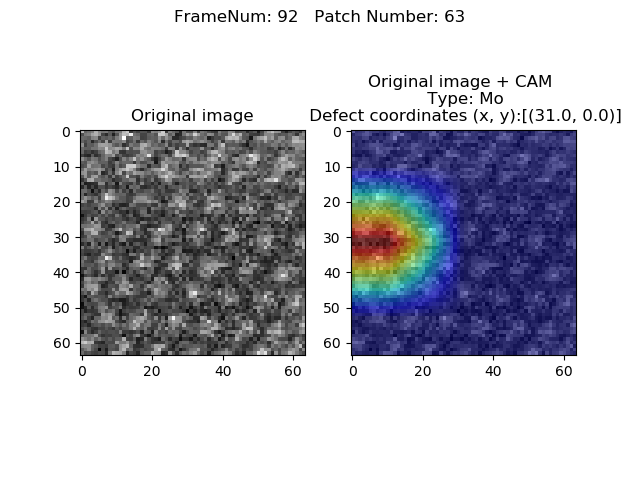 FrameNum: 92   Patch Number: 63
Original image
Original image + CAM
Type: Mo
Defect coordinates (x, y):[(31.0, 0.0)]
0
10
20
30
40
50
60
0 20 40 60
0
10
20
30
40
50
60
0 20 40 60